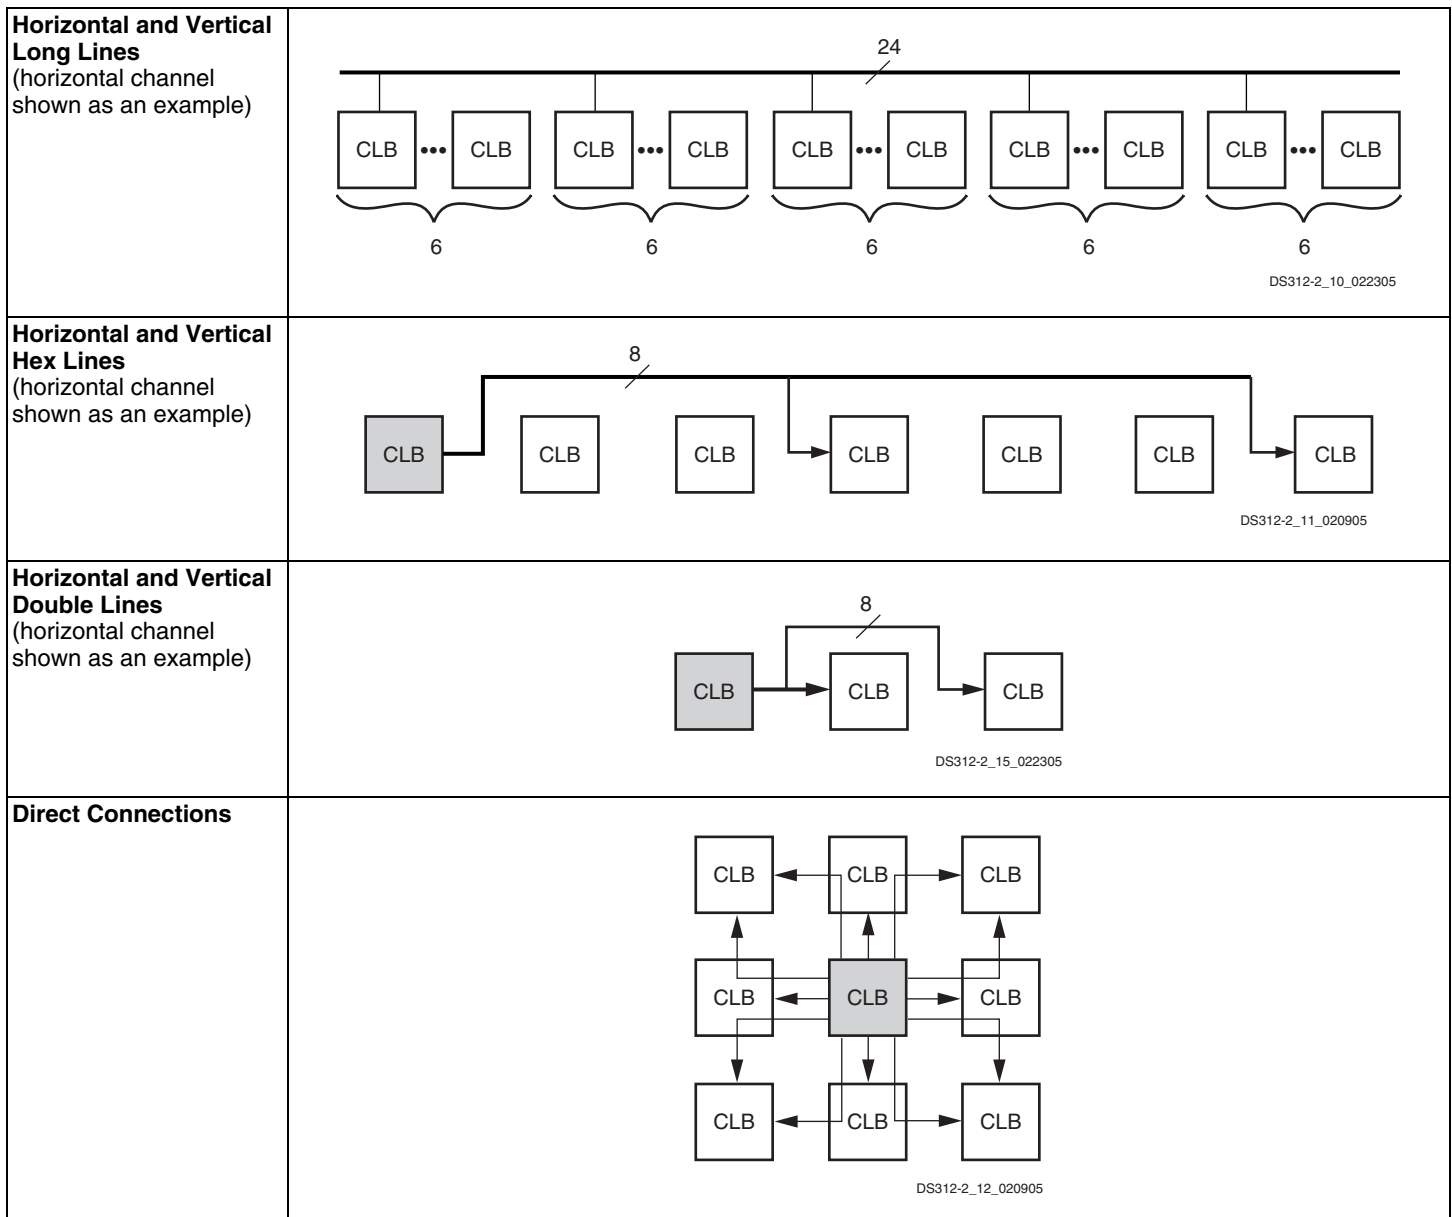 Horizontal and Vertical
Long Lines
(horizontal channel
shown as an example)
24
CLB ••• CLB CLB ••• CLB CLB ••• CLB CLB ••• CLB CLB ••• CLB
6 6 6 6 6
DS312-2_10_022305
Horizontal and Vertical
Hex Lines
(horizontal channel
shown as an example)
8
CLB CLB CLB CLB CLB CLB CLB
DS312-2_11_020905
Horizontal and Vertical
Double Lines
(horizontal channel
shown as an example)
8
CLB CLB CLB
DS312-2_15_022305
Direct Connections
CLB CLB CLB
CLB CLB CLB
CLB CLB CLB
DS312-2_12_020905